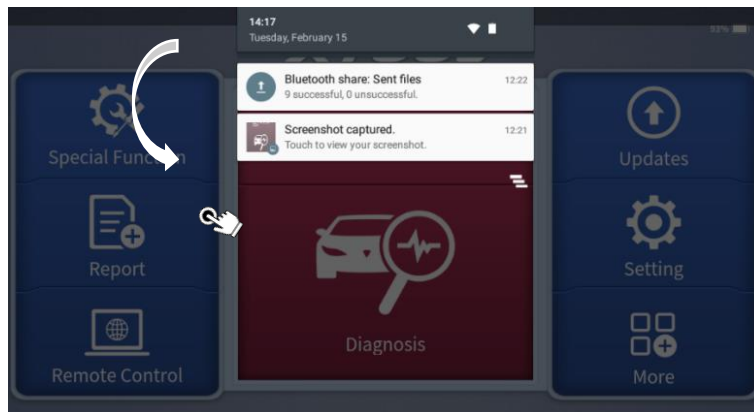 14:17
Tuesday, February 15
93%
Bluetooth share: Sent files 12:22
9 successful, 0 unsuccessful.
Screenshot captured. 12:21
Touch to view your screenshot.
Special Function
Updates
Report
Setting
Diagnosis
Remote Control
More